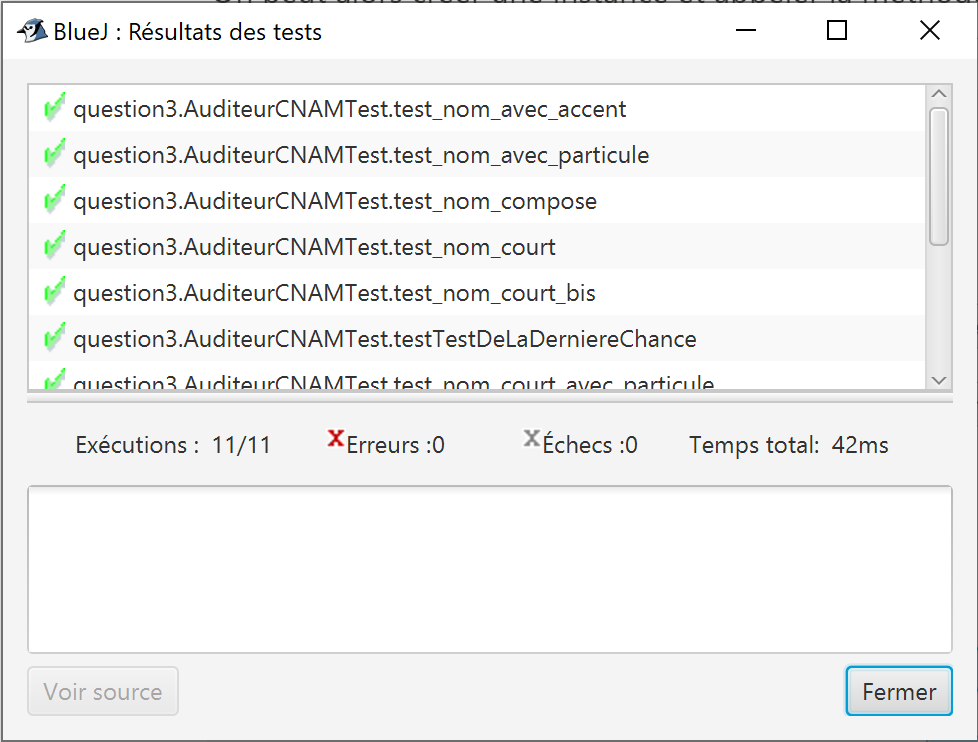 BlueJ : Résultats des tests
question3.AuditeurCNAMTest.test_nom_avec_accent
question3.AuditeurCNAMTest.test_nom_avec_particule
question3.AuditeurCNAMTest.test_nom_compose
question3.AuditeurCNAMTest.test_nom_court
question3.AuditeurCNAMTest.test_nom_court_bis
question3.AuditeurCNAMTest.testTestDeLaDerniereChance
question3.AuditeurCNAMTest.test_nom_court_avec_particule
Exécutions : 11/11 Erreurs :0 Échecs :0 Temps total: 42ms
Voir source
Fermer